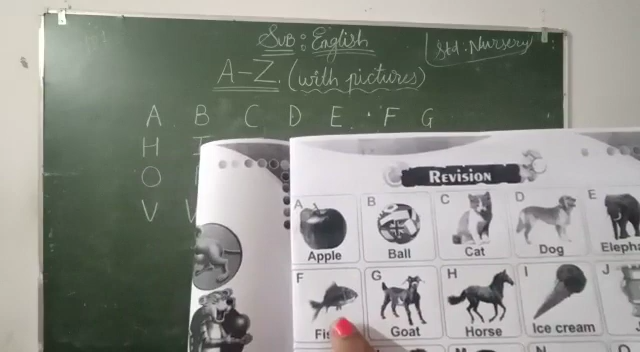 Sub: English
Std: Nursery
A-Z. (with pictures)
A B C D E F G
H I
O
V
REVISION
A B C D E
Apple Ball Cat Dog
F G H I J
Goat Horse Ice cream